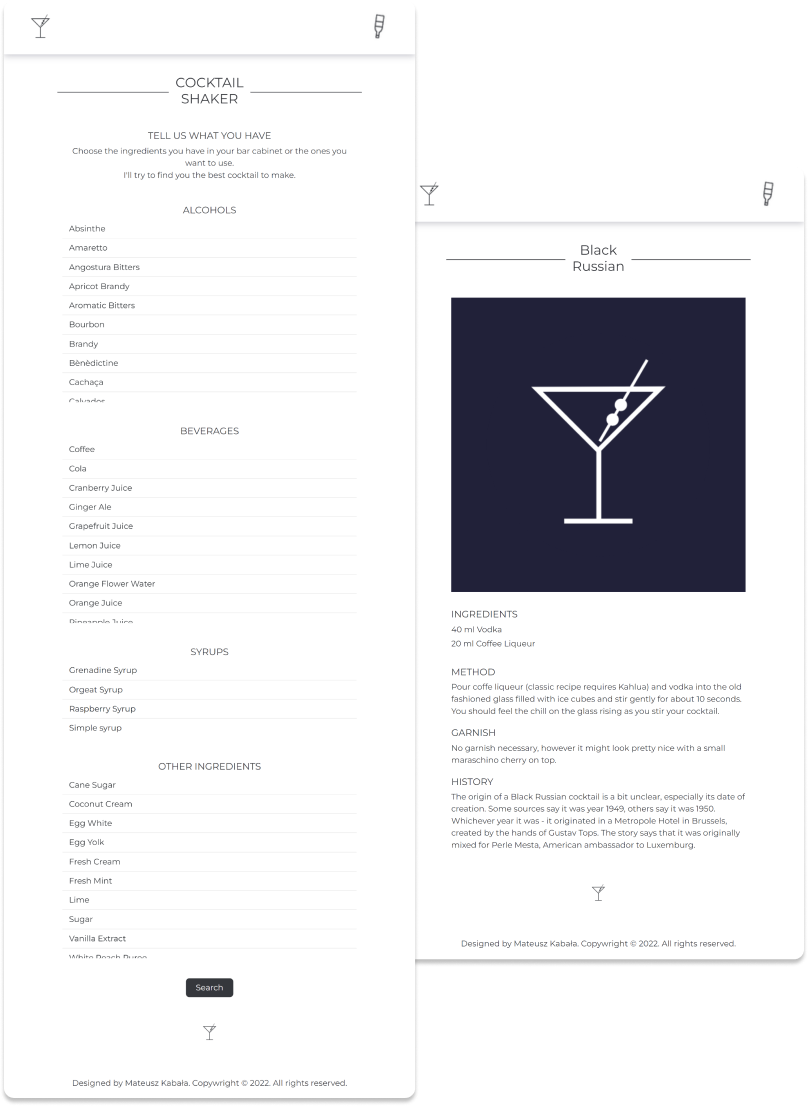 COCKTAIL
SHAKER
TELL US WHAT YOU HAVE
Choose the ingredients you have in your bar cabinet or the ones you
want to use.
I'll try to find you the best cocktail to make.
ALCOHOLS
Absinthe
Amaretto
Angostura Bitters
Apricot Brandy
Aromatic Bitters
Bourbon
Brandy
Bènèdictine
Cachaça
Calvados
BEVERAGES
Coffee
Cola
Cranberry Juice
Ginger Ale
Grapefruit Juice
Lemon Juice
Lime Juice
Orange Flower Water
Orange Juice
Pineapple Juice
SYRUPS
Grenadine Syrup
Orgeat Syrup
Raspberry Syrup
Simple syrup
OTHER INGREDIENTS
Cane Sugar
Coconut Cream
Egg White
Egg Yolk
Fresh Cream
Fresh Mint
Lime
Sugar
Vanilla Extract
White Peach Puree
Search
Designed by Mateusz Kabała. Copywright © 2022. All rights reserved.
Black
Russian
INGREDIENTS
40 ml Vodka
20 ml Coffee Liqueur
METHOD
Pour coffe liqueur (classic recipe requires Kahlua) and vodka into the old
fashioned glass filled with ice cubes and stir gently for about 10 seconds.
You should feel the chill on the glass rising as you stir your cocktail.
GARNISH
No garnish necessary, however it might look pretty nice with a small
maraschino cherry on top.
HISTORY
The origin of a Black Russian cocktail is a bit unclear, especially its date of
creation. Some sources say it was year 1949, others say it was 1950.
Whichever year it was - it originated in a Metropole Hotel in Brussels,
created by the hands of Gustav Tops. The story says that it was originally
mixed for Perle Mesta, American ambassador to Luxemburg.
Designed by Mateusz Kabała. Copywright © 2022. All rights reserved.